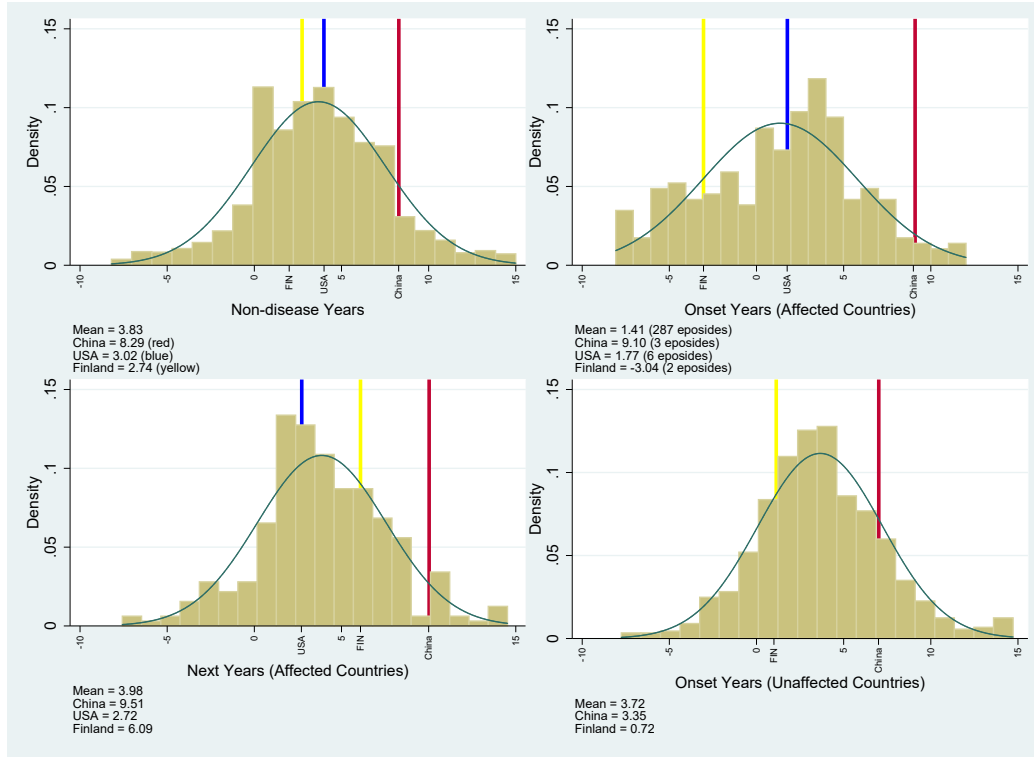 .15
.1
.05
0
Density
-10
-5
0
FIN
USA
5
China
10
15
Non-disease Years
Mean = 3.83
China = 8.29 (red)
USA = 3.02 (blue)
Finland = 2.74 (yellow)
.15
.1
.05
0
Density
-10
-5
FIN
0
USA
5
China
10
15
Onset Years (Affected Countries)
Mean = 1.41 (287 eposides)
China = 9.10 (3 eposides)
USA = 1.77 (6 eposides)
Finland = -3.04 (2 eposides)
.15
.1
.05
0
Density
-10
-5
0
USA
5
FIN
China
15
Next Years (Affected Countries)
Mean = 3.98
China = 9.51
USA = 2.72
Finland = 6.09
.15
.1
.05
0
Density
-10
-5
0
FIN
5
China
10
15
Onset Years (Unaffected Countries)
Mean = 3.72
China = 3.35
Finland = 0.72